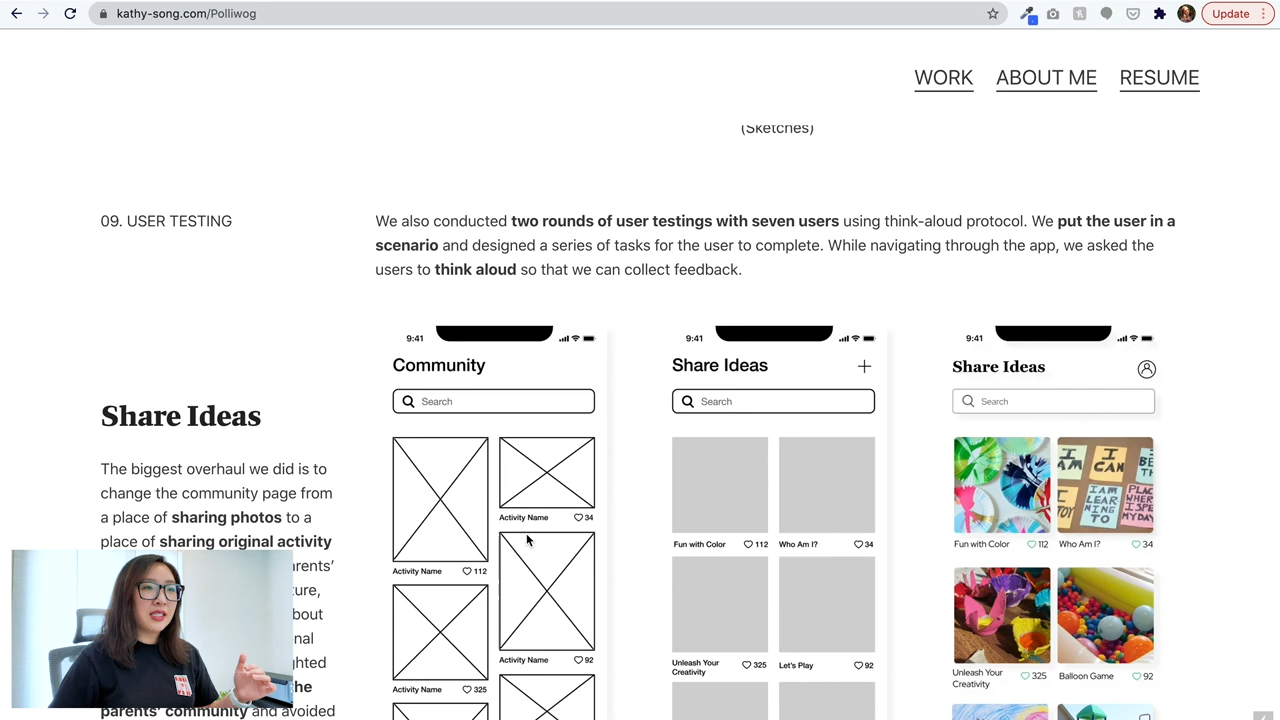 kathy-song.com/Polliwog
Update
WORK
ABOUT ME
RESUME
(Sketches)
09. USER TESTING
We also conducted two rounds of user testings with seven users using think-aloud protocol. We put the user in a
scenario and designed a series of tasks for the user to complete. While navigating through the app, we asked the
users to think aloud so that we can collect feedback.
Share Ideas
The biggest overhaul we did is to
change the community page from
a place of sharing photos to a
place of sharing original activity
parents' community and avoided
9:41
Community
Search
Activity Name
34
Activity Name
112
Activity Name
92
Activity Name
325
9:41
Share Ideas
Search
Fun with Color
112
Who Am I?
34
Unleash Your
Creativity
325
Let's Play
92
9:41
Share Ideas
Search
I AM
I CAN
I AM LEAR
NING TO
Fun with Color
112
Who Am I?
34
Unleash Your
Creativity
325
Balloon Game
92